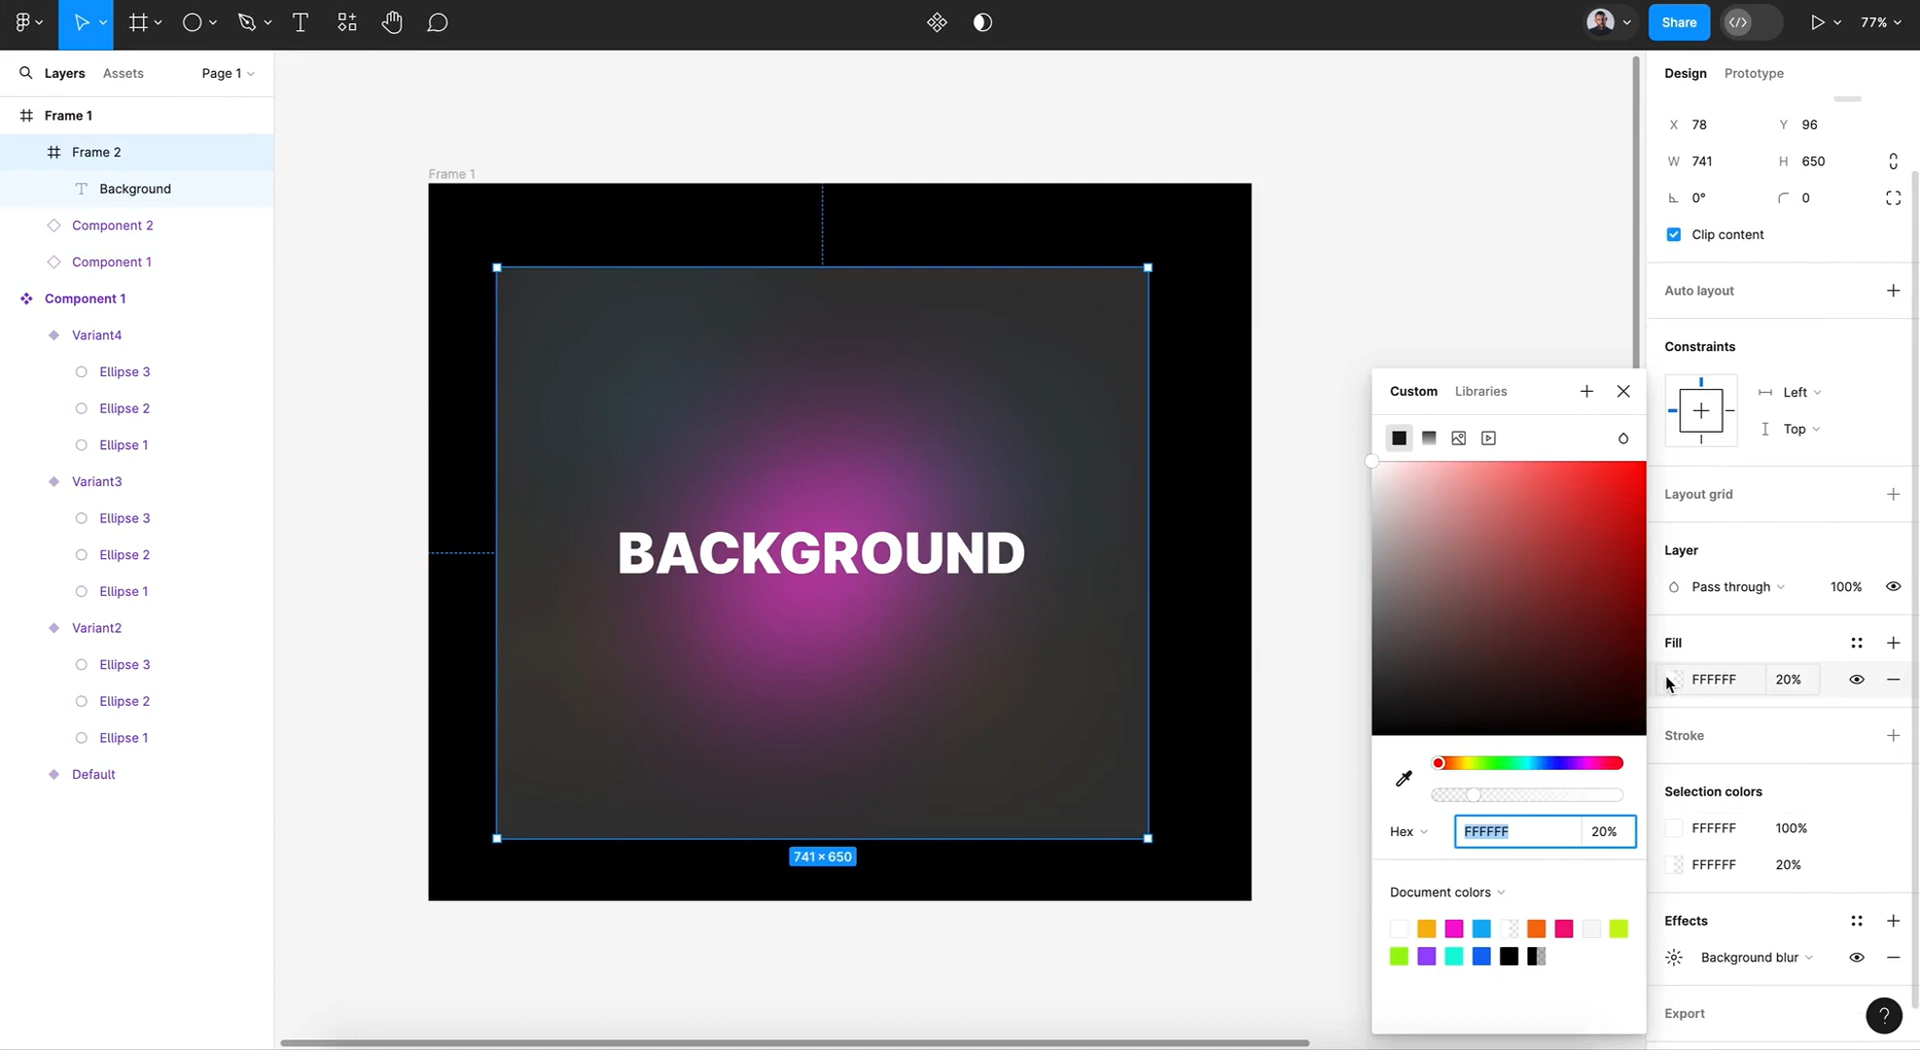 Share
77%
Layers
Assets
Page 1
Frame 1
Frame 2
Background
Component 2
Component 1
Component 1
Variant4
Ellipse 3
Ellipse 2
Ellipse 1
Variant3
Ellipse 3
Ellipse 2
Ellipse 1
Variant2
Ellipse 3
Ellipse 2
Ellipse 1
Default
Frame 1
BACKGROUND
741 × 650
Custom
Libraries
Hex
FFFFFF
20%
Document colors
Design
Prototype
X 78
Y 96
W 741
H 650
0°
0
Clip content
Auto layout
Constraints
Left
Top
Layout grid
Layer
Pass through
100%
Fill
FFFFFF
20%
Stroke
Selection colors
FFFFFF
100%
FFFFFF
20%
Effects
Background blur
Export
?